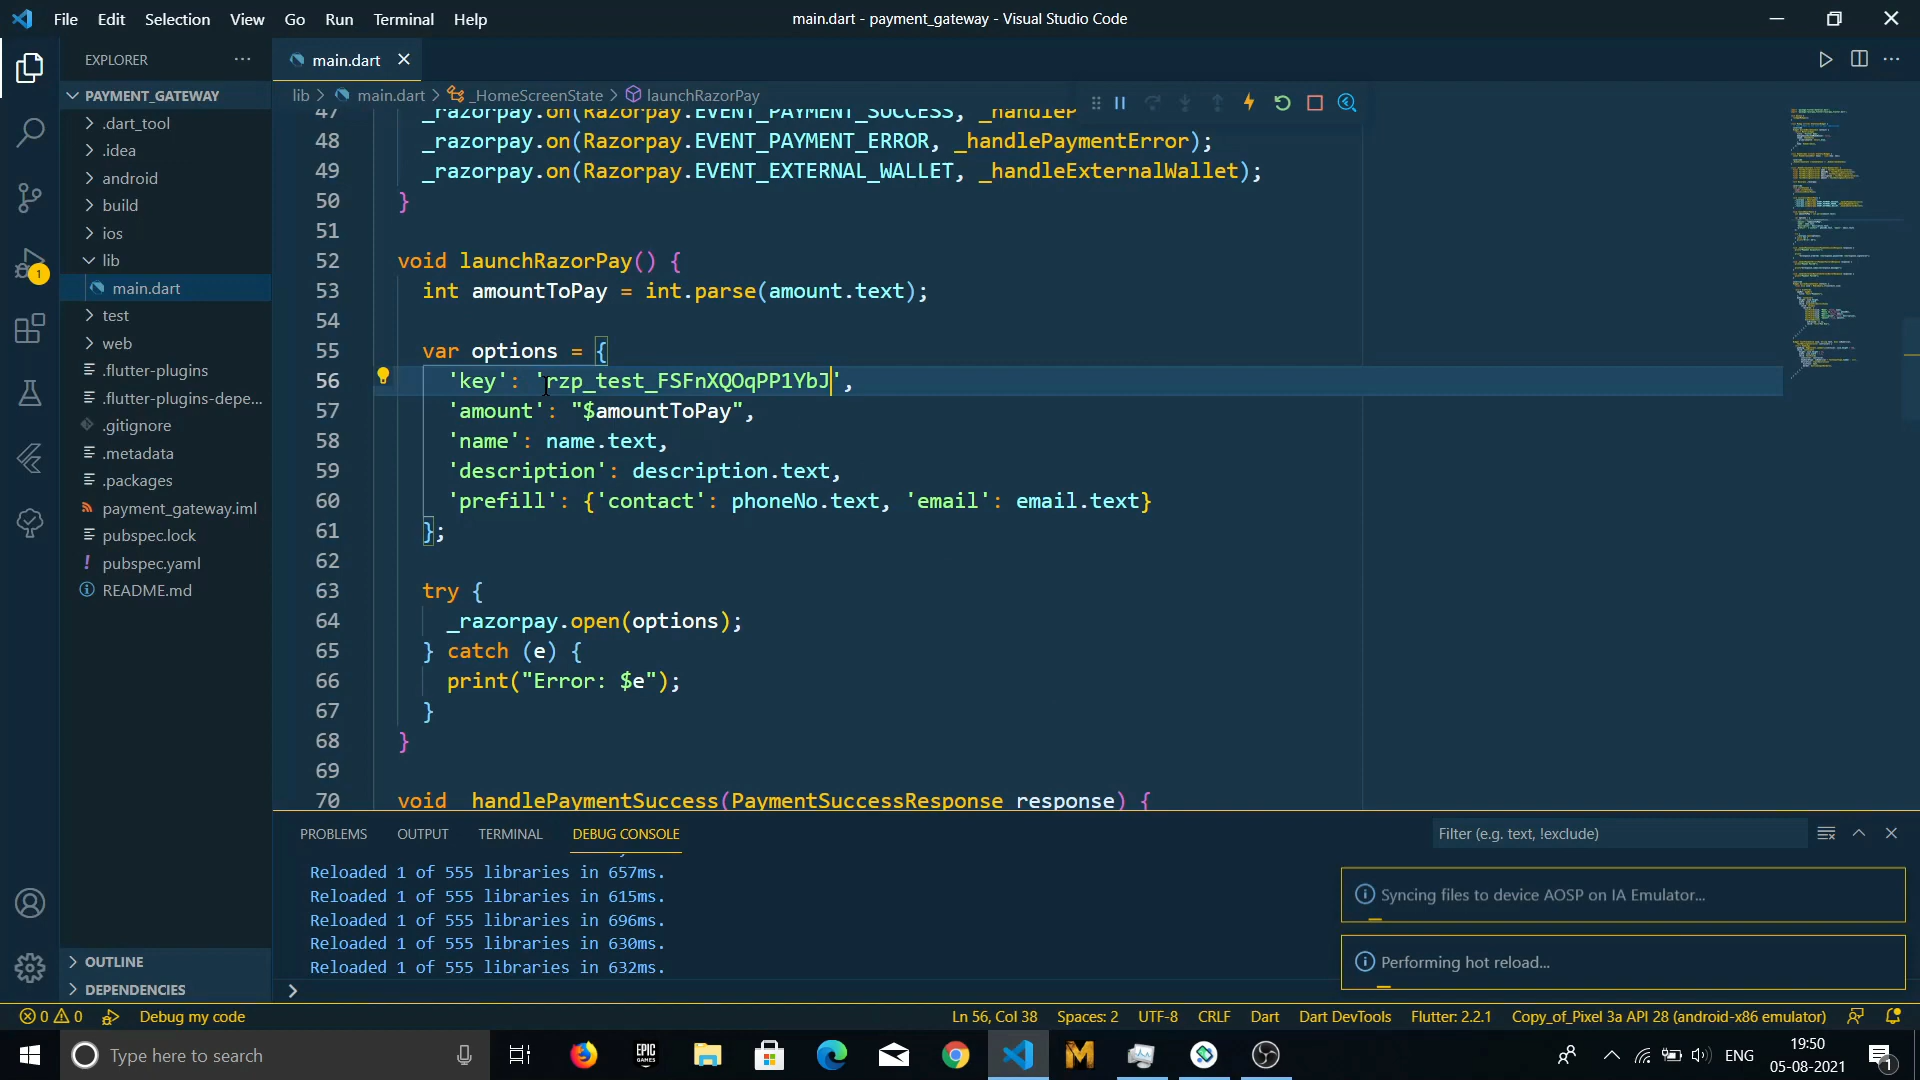 File Edit Selection View Go Run Terminal Help
main.dart - payment_gateway - Visual Studio Code
EXPLORER
PAYMENT_GATEWAY
.dart_tool
.idea
android
build
ios
lib
main.dart
test
web
.flutter-plugins
.flutter-plugins-depe...
.gitignore
.metadata
.packages
payment_gateway.iml
pubspec.lock
pubspec.yaml
README.md
OUTLINE
DEPENDENCIES
main.dart
lib > main.dart > _HomeScreenState > launchRazorPay
47 _razorpay.on(Razorpay.EVENT_PAYMENT_SUCCESS, _handleP
48 _razorpay.on(Razorpay.EVENT_PAYMENT_ERROR, _handlePaymentError);
49 _razorpay.on(Razorpay.EVENT_EXTERNAL_WALLET, _handleExternalWallet);
50 }
51
52 void launchRazorPay() {
53 int amountToPay = int.parse(amount.text);
54
55 var options = {
56 'key': 'rzp_test_FSFnXQOqPP1YbJ',
57 'amount': "$amountToPay",
58 'name': name.text,
59 'description': description.text,
60 'prefill': {'contact': phoneNo.text, 'email': email.text}
61 };
62
63 try {
64 _razorpay.open(options);
65 } catch (e) {
66 print("Error: $e");
67 }
68 }
69
70 void _handlePaymentSuccess(PaymentSuccessResponse response) {
PROBLEMS OUTPUT TERMINAL DEBUG CONSOLE
Filter (e.g. text, !exclude)
Reloaded 1 of 555 libraries in 657ms.
Reloaded 1 of 555 libraries in 615ms.
Reloaded 1 of 555 libraries in 696ms.
Reloaded 1 of 555 libraries in 630ms.
Reloaded 1 of 555 libraries in 632ms.
Syncing files to device AOSP on IA Emulator...
Performing hot reload...
0 0 Debug my code
Ln 56, Col 38 Spaces: 2 UTF-8 CRLF Dart Dart DevTools Flutter: 2.2.1 Copy_of_Pixel 3a API 28 (android-x86 emulator)
Type here to search
EPIC GAMES
ENG
19:50
05-08-2021
1
1